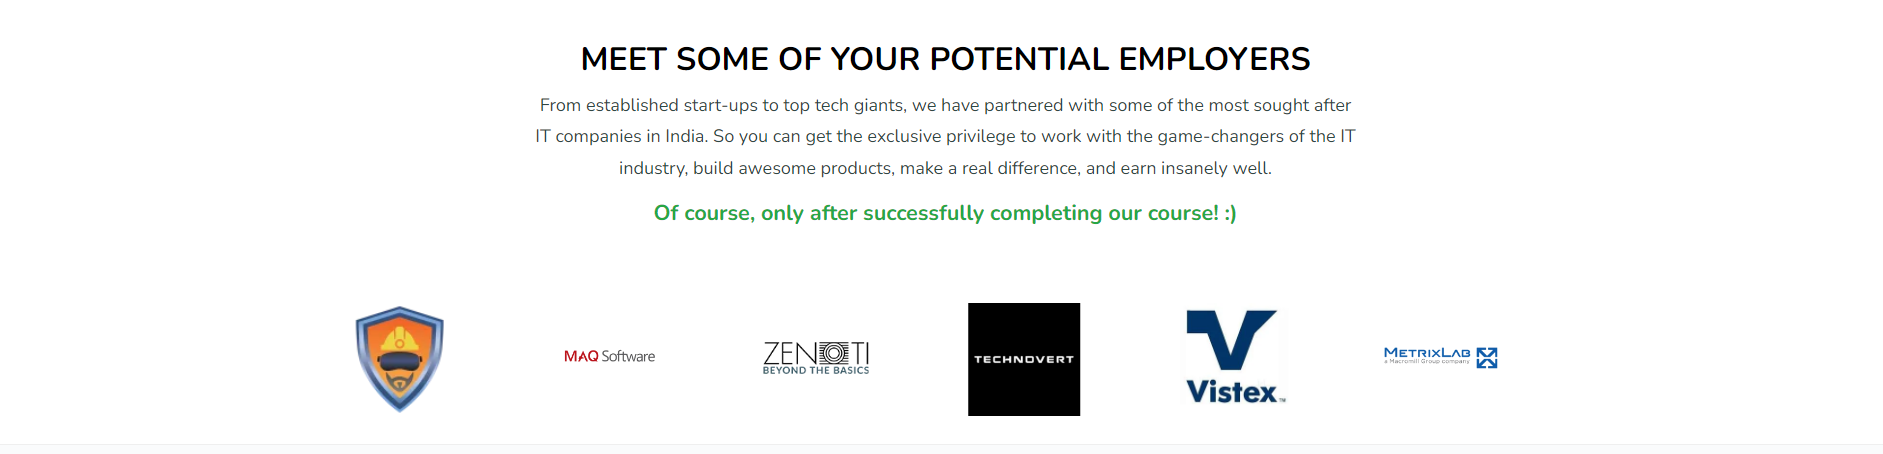 MEET SOME OF YOUR POTENTIAL EMPLOYERS
From established start-ups to top tech giants, we have partnered with some of the most sought after
IT companies in India. So you can get the exclusive privilege to work with the game-changers of the IT
industry, build awesome products, make a real difference, and earn insanely well.
Of course, only after successfully completing our course! :)
MAQ Software
ZENOTI
BEYOND THE BASICS
TECHNOVERT
Vistex™
METRIXLAB
a Macromill Group company